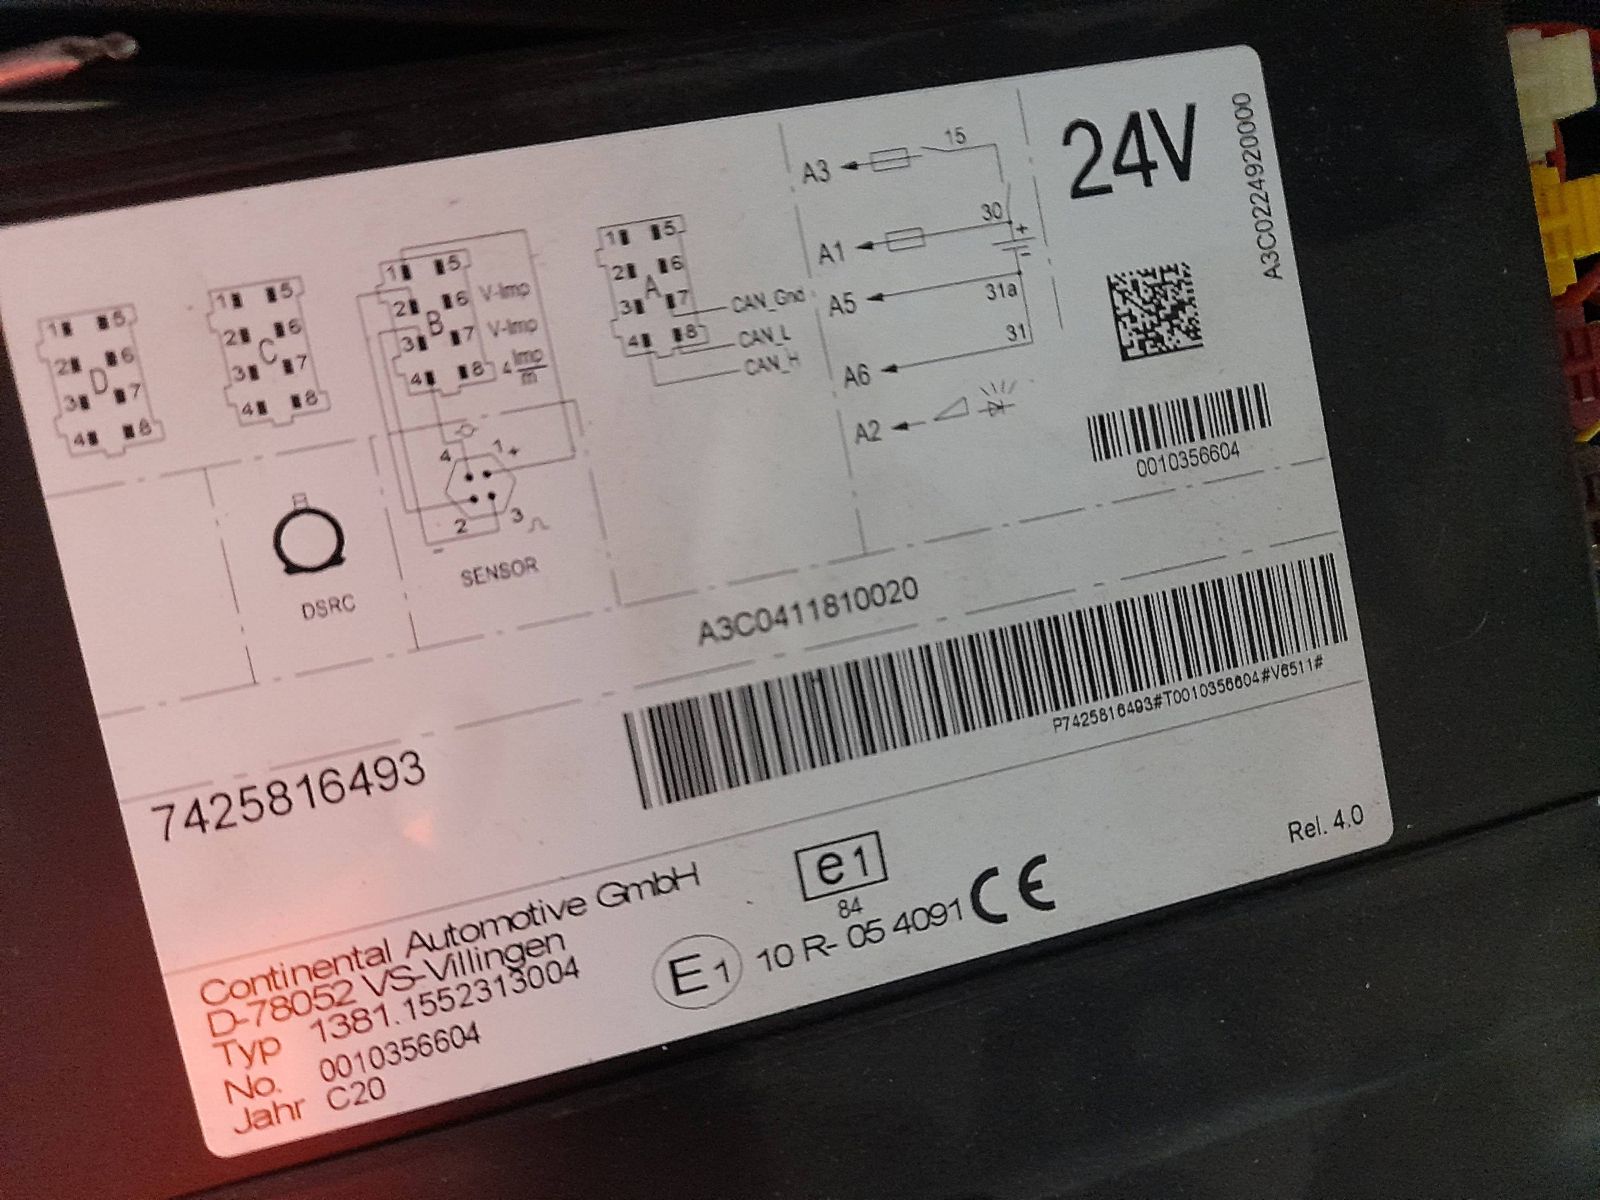 24V
A3C0224920000
A3
15
A1
30
+
-
A5
31a
A6
31
A2
1 5
2 6
D
3 7
4 8
1 5
2 6
C
3 7
4 8
1 5
2 6 V-Imp
B
3 7 V-Imp
4 8 4 Imp/m
1 5
2 6
A
3 7 CAN_Gnd
4 8 CAN_L
CAN_H
0010356604
4 1 +
2 3
-
DSRC
SENSOR
A3C0411810020
P7425816493#T0010356604#V6511#
7425816493
Rel. 4.0
Continental Automotive GmbH
D-78052 VS-Villingen
Typ 1381.1552313004
No. 0010356604
Jahr C20
e1
84
E1 10 R- 05 4091 CE